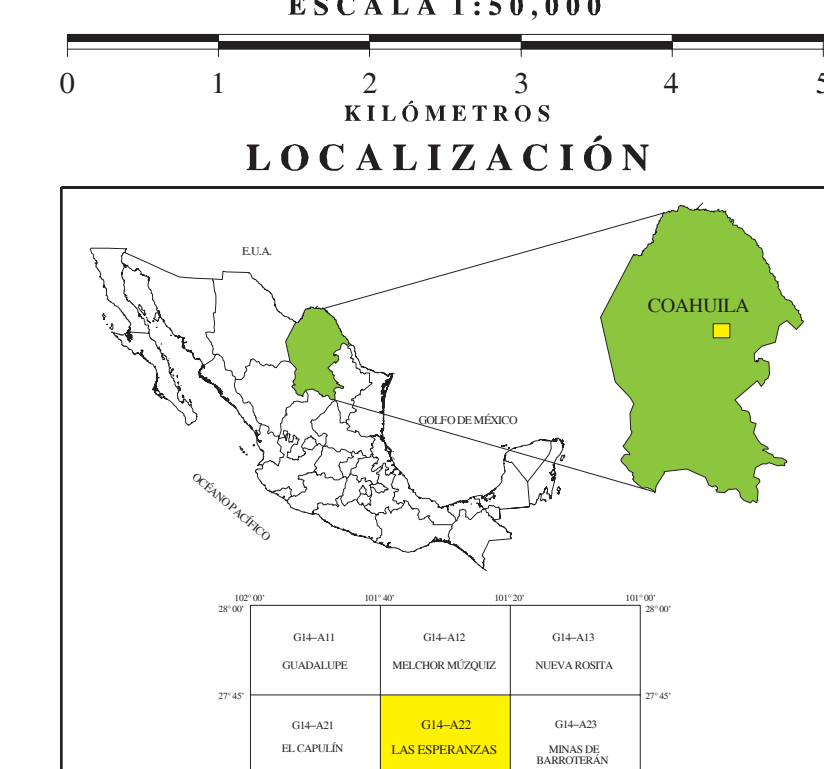 ESCALA 1:50,000
0 1 2 3 4 5
KILÓMETROS
LOCALIZACIÓN
E.U.A.
COAHUILA
GOLFO DE MÉXICO
OCÉANO PACÍFICO
102° 00' 101° 40' 101° 20' 101° 00'
28° 00' 28° 00'
G14–A11 G14–A12 G14–A13
GUADALUPE MELCHOR MÚZQUIZ NUEVA ROSITA
27° 45' 27° 45'
G14–A21 G14–A22 G14–A23
EL CAPULÍN LAS ESPERANZAS MINAS DE
BARROTERÁN